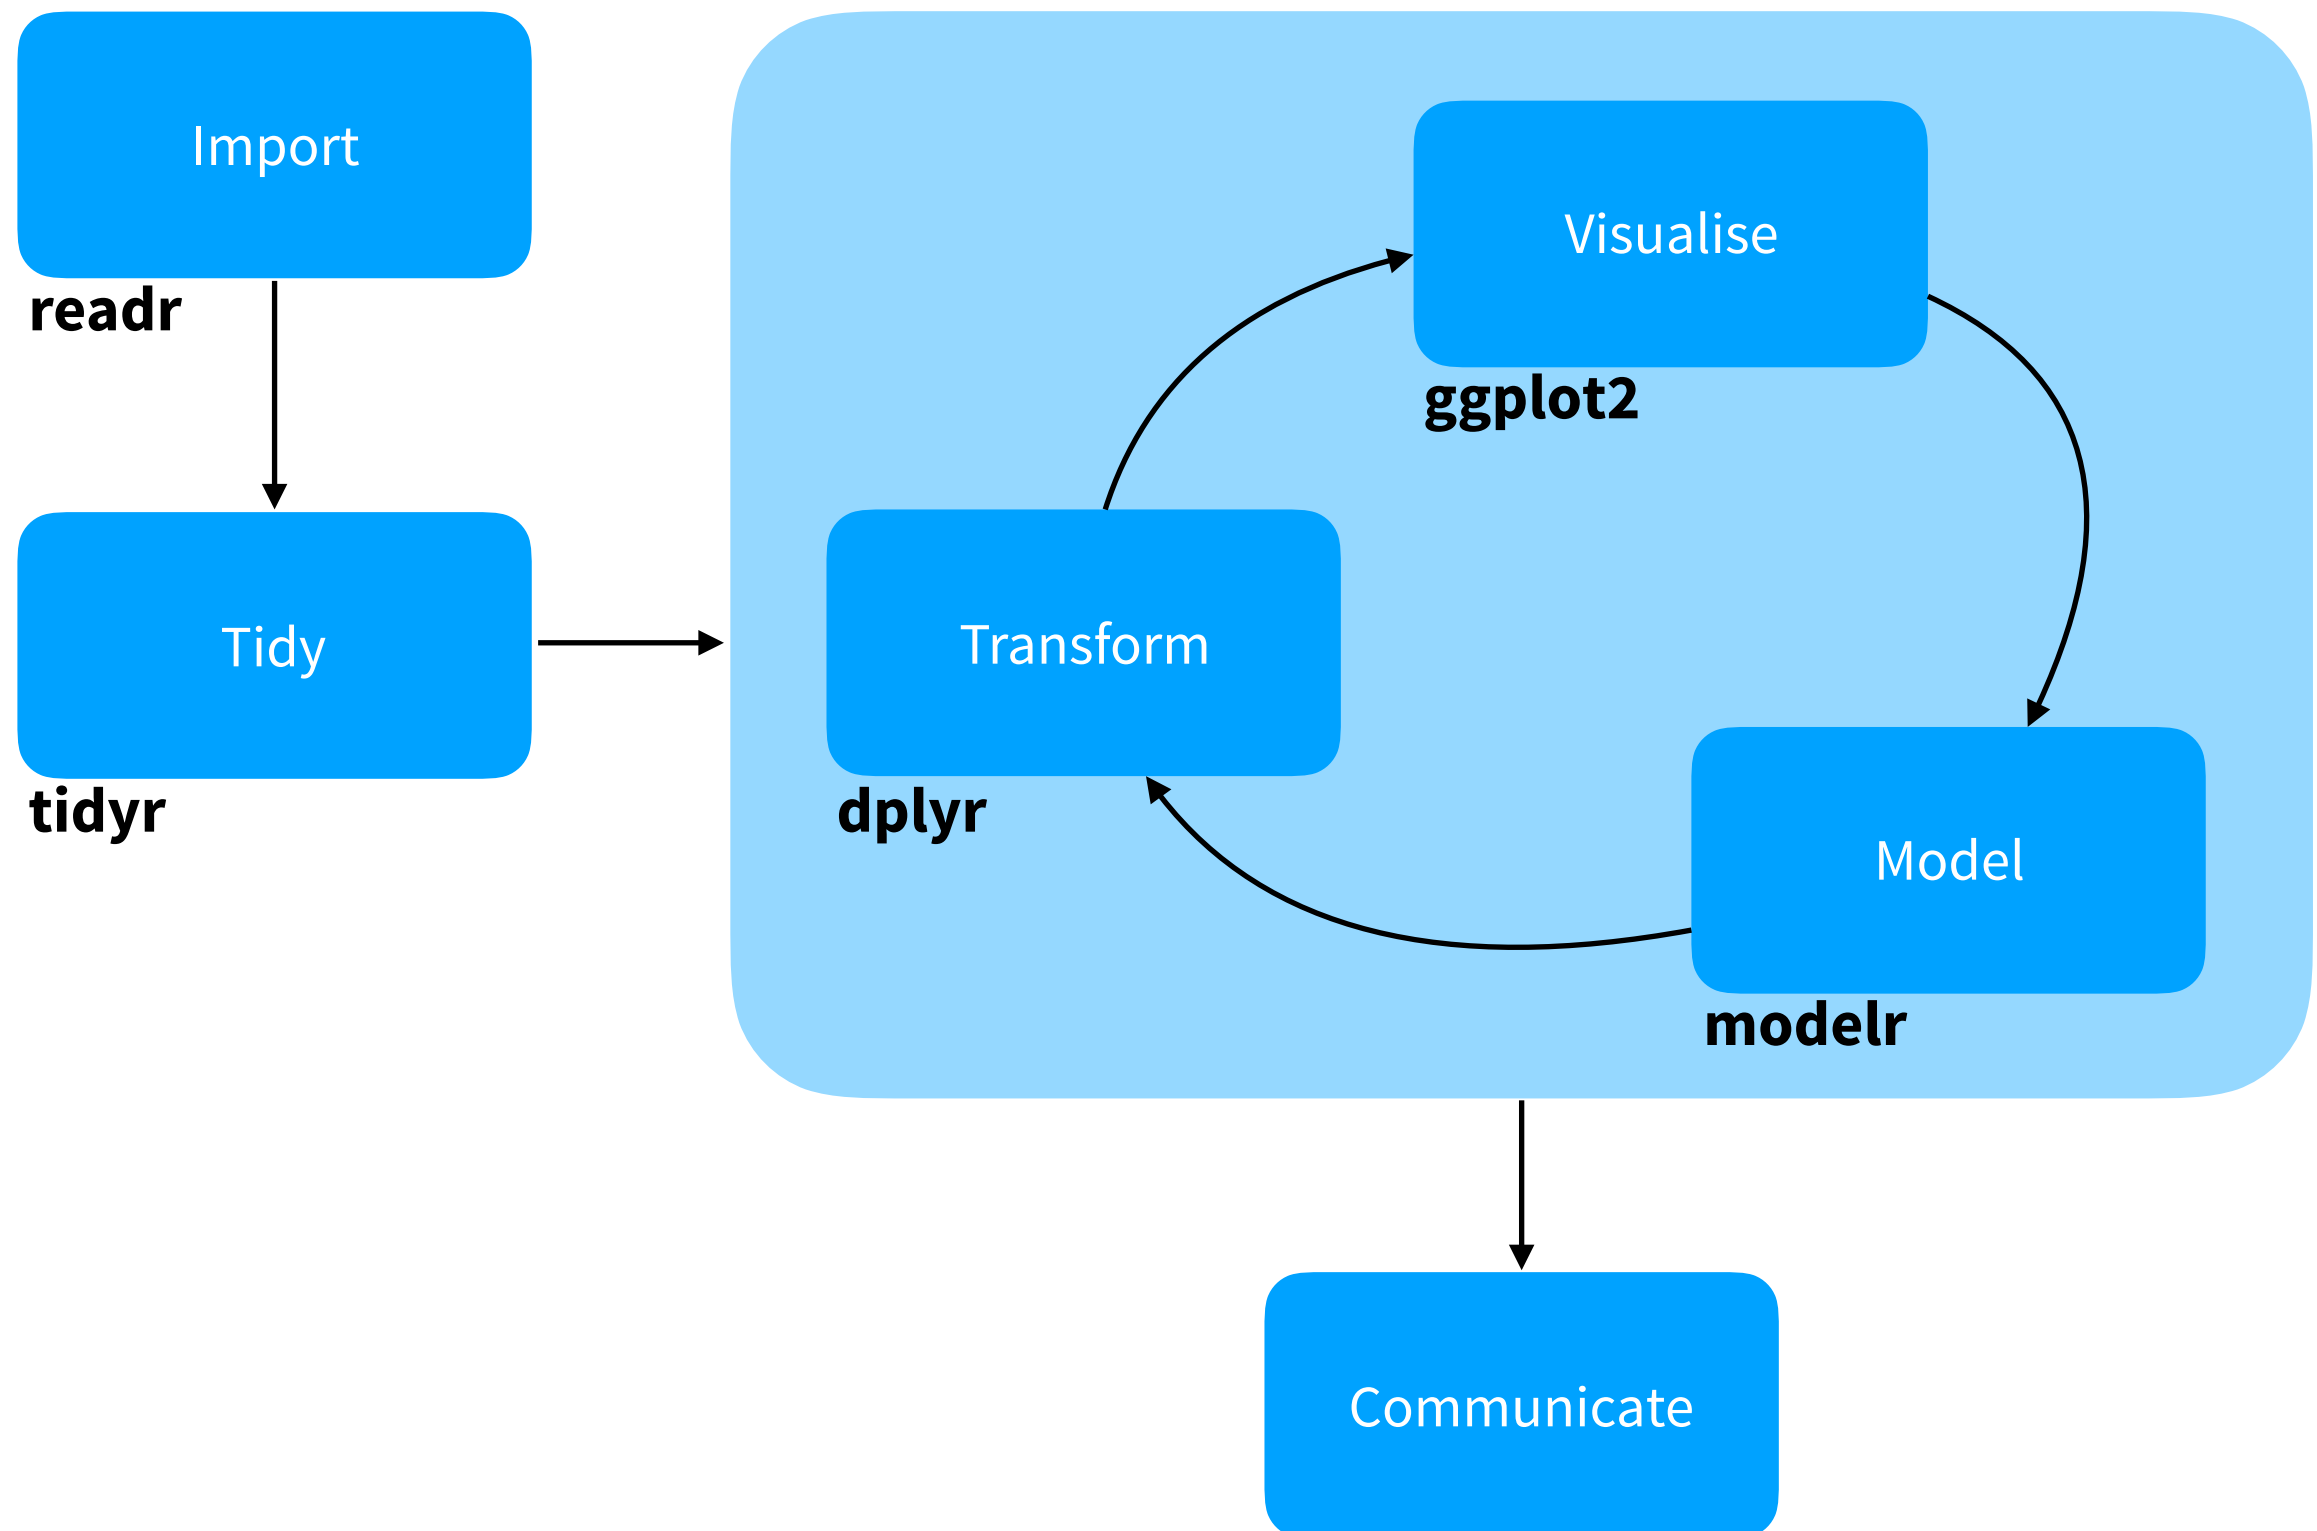 Import
readr
Tidy
tidyr
Transform
dplyr
Visualise
ggplot2
Model
modelr
Communicate